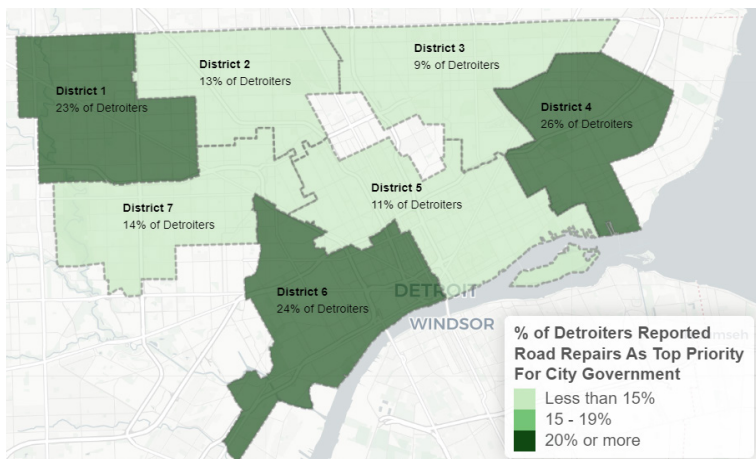 District 1
23% of Detroiters
District 2
13% of Detroiters
District 3
9% of Detroiters
District 4
26% of Detroiters
District 5
11% of Detroiters
District 7
14% of Detroiters
District 6
24% of Detroiters
DETROIT
WINDSOR
% of Detroiters Reported
Road Repairs As Top Priority
For City Government
Less than 15%
15 - 19%
20% or more